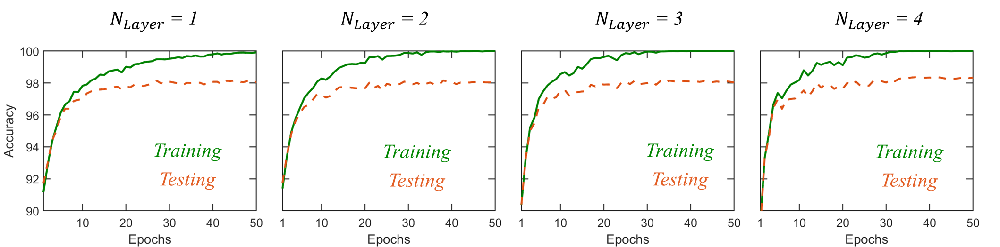 N_Layer = 1
N_Layer = 2
N_Layer = 3
N_Layer = 4
Accuracy
100
98
96
94
92
90
Training
Testing
10 20 30 40 50
Epochs
Training
Testing
1 10 20 30 40 50
Epochs
Training
Testing
1 10 20 30 40 50
Epochs
Training
Testing
1 10 20 30 40 50
Epochs